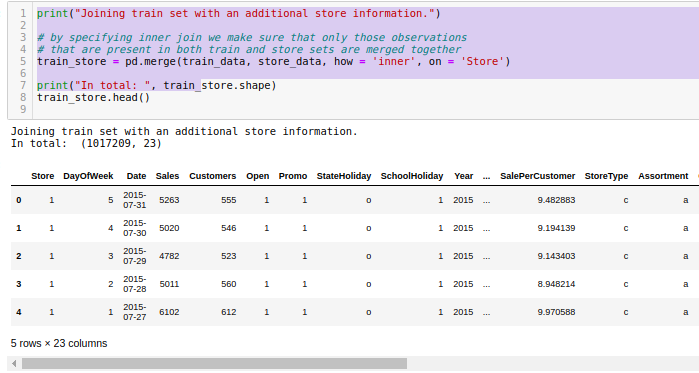 1 print("Joining train set with an additional store information.")
2
3 # by specifying inner join we make sure that only those observations
4 # that are present in both train and store sets are merged together
5 train_store = pd.merge(train_data, store_data, how = 'inner', on = 'Store')
6
7 print("In total: ", train_store.shape)
8 train_store.head()
9
Joining train set with an additional store information.
In total:  (1017209, 23)
Store DayOfWeek Date Sales Customers Open Promo StateHoliday SchoolHoliday Year ... SalePerCustomer StoreType Assortment
0 1 5 2015-07-31 5263 555 1 1 o 1 2015 ... 9.482883 c a
1 1 4 2015-07-30 5020 546 1 1 o 1 2015 ... 9.194139 c a
2 1 3 2015-07-29 4782 523 1 1 o 1 2015 ... 9.143403 c a
3 1 2 2015-07-28 5011 560 1 1 o 1 2015 ... 8.948214 c a
4 1 1 2015-07-27 6102 612 1 1 o 1 2015 ... 9.970588 c a
5 rows × 23 columns